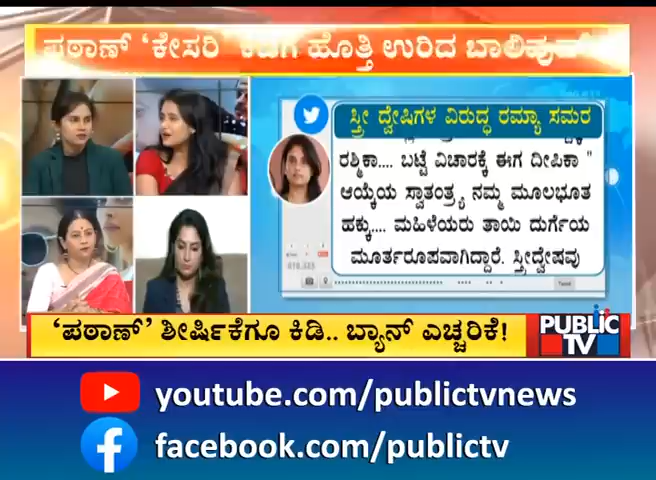 ಪಠಾಣ್ 'ಕೇಸರಿ' ಕಿಡಿಗೆ ಹೊತ್ತಿ ಉರಿದ ಬಾಲಿವುಡ್
ಸ್ತ್ರೀ ದ್ವೇಷಿಗಳ ವಿರುದ್ಧ ರಮ್ಯಾ ಸಮರ
ರಶ್ಮಿಕಾ.... ಬಟ್ಟೆ ವಿಚಾರಕ್ಕೆ ಈಗ ದೀಪಿಕಾ "
ಆಯ್ಕೆಯ ಸ್ವಾತಂತ್ರ್ಯ ನಮ್ಮ ಮೂಲಭೂತ
ಹಕ್ಕು.... ಮಹಿಳೆಯರು ತಾಯಿ ದುರ್ಗೆಯ
ಮೂರ್ತರೂಪವಾಗಿದ್ದಾರೆ. ಸ್ತ್ರೀದ್ವೇಷವು
Tweet
'ಪಠಾಣ್' ಶೀರ್ಷಿಕೆಗೂ ಕಿಡಿ.. ಬ್ಯಾನ್ ಎಚ್ಚರಿಕೆ!
PUBLIC
TV
youtube.com/publictvnews
facebook.com/publictv